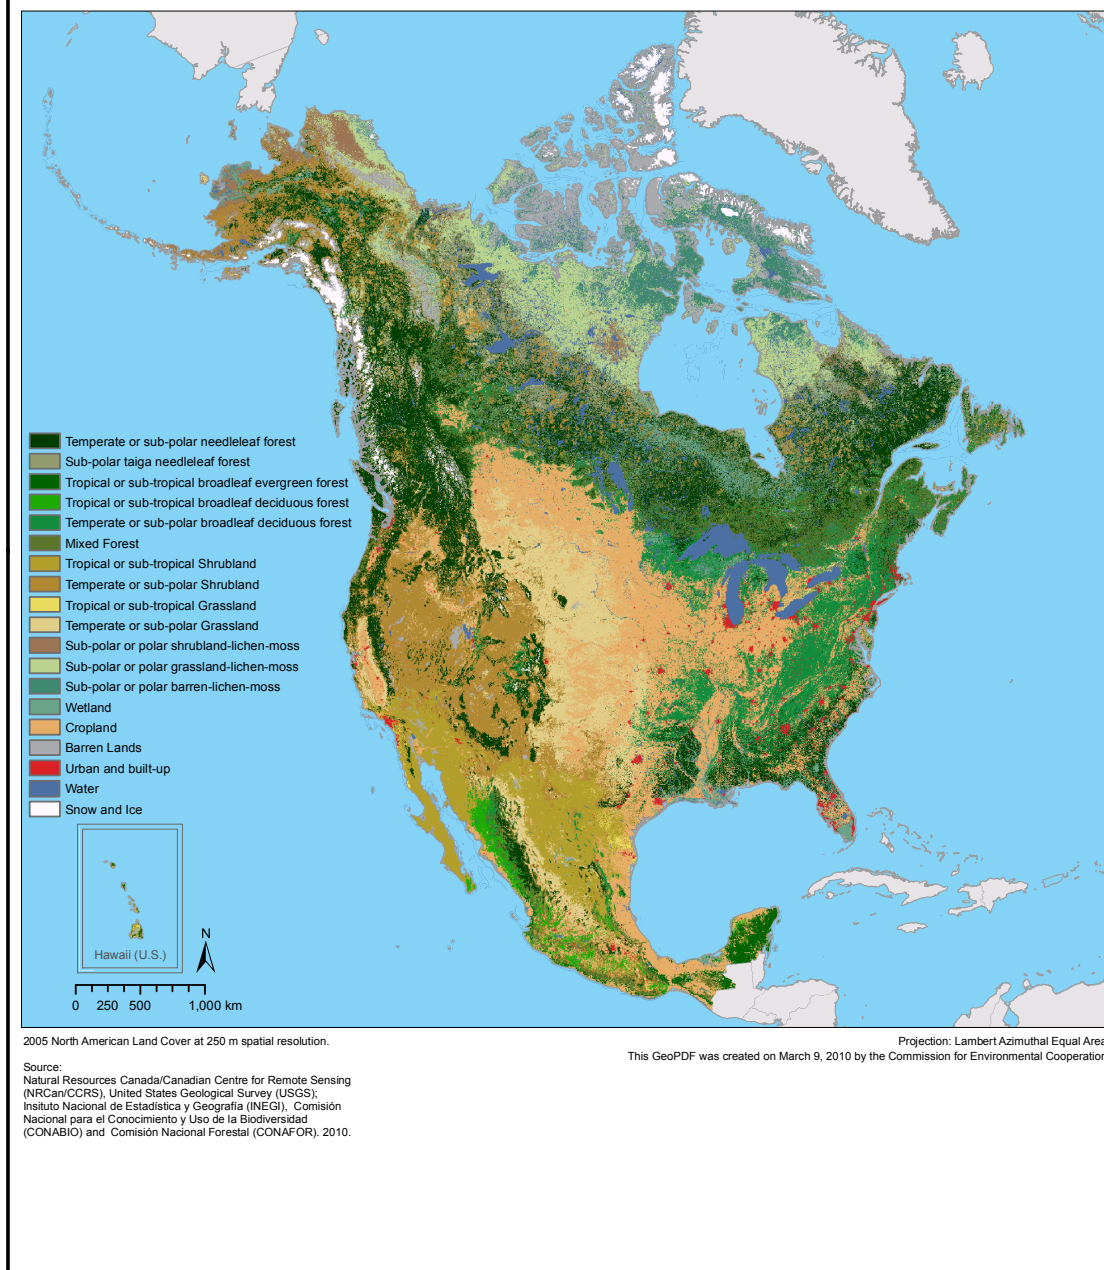 Temperate or sub-polar needleleaf forest
Sub-polar taiga needleleaf forest
Tropical or sub-tropical broadleaf evergreen forest
Tropical or sub-tropical broadleaf deciduous forest
Temperate or sub-polar broadleaf deciduous forest
Mixed Forest
Tropical or sub-tropical Shrubland
Temperate or sub-polar Shrubland
Tropical or sub-tropical Grassland
Temperate or sub-polar Grassland
Sub-polar or polar shrubland-lichen-moss
Sub-polar or polar grassland-lichen-moss
Sub-polar or polar barren-lichen-moss
Wetland
Cropland
Barren Lands
Urban and built-up
Water
Snow and Ice
Hawaii (U.S.)
N
0 250 500 1,000 km
2005 North American Land Cover at 250 m spatial resolution.
Projection: Lambert Azimuthal Equal Area
This GeoPDF was created on March 9, 2010 by the Commission for Environmental Cooperation
Source:
Natural Resources Canada/Canadian Centre for Remote Sensing
(NRCan/CCRS), United States Geological Survey (USGS);
Insituto Nacional de Estadística y Geografía (INEGI), Comisión
Nacional para el Conocimiento y Uso de la Biodiversidad
(CONABIO) and Comisión Nacional Forestal (CONAFOR). 2010.